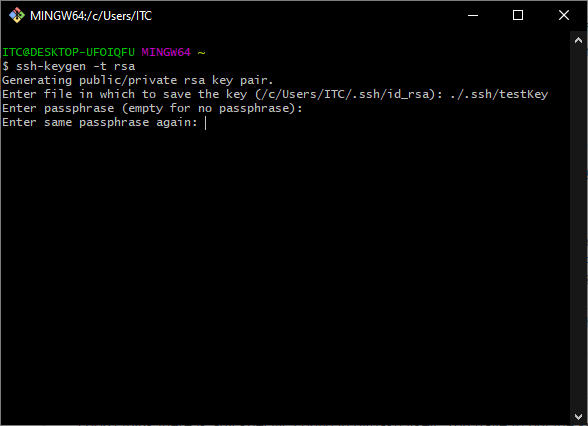 MINGW64:/c/Users/ITC
ITC@DESKTOP-UFOIQFU MINGW64 ~
$ ssh-keygen -t rsa
Generating public/private rsa key pair.
Enter file in which to save the key (/c/Users/ITC/.ssh/id_rsa): ./.ssh/testKey
Enter passphrase (empty for no passphrase):
Enter same passphrase again: